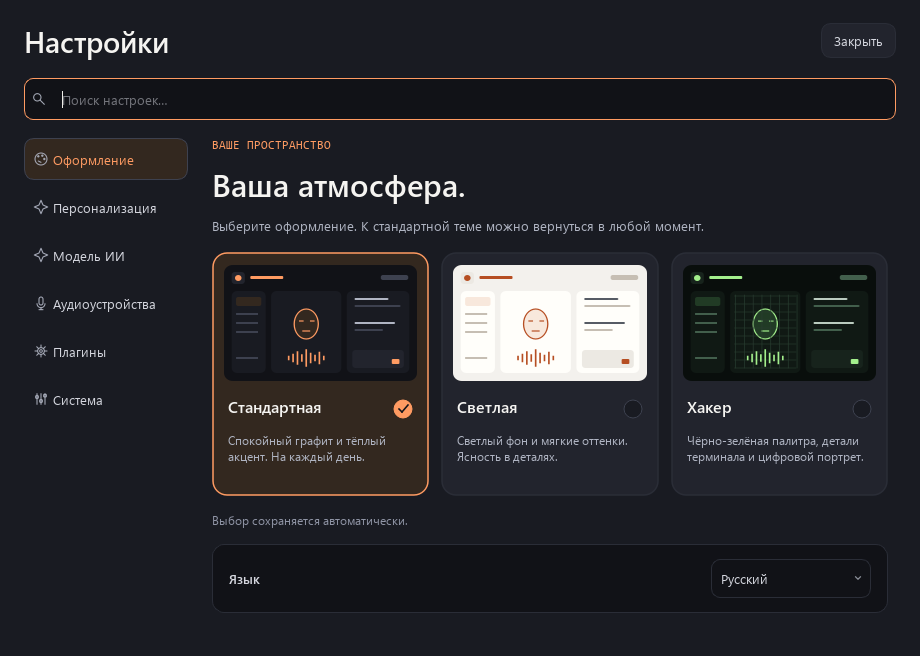 Настройки
Закрыть
Поиск настроек...
Оформление
Персонализация
Модель ИИ
Аудиоустройства
Плагины
Система
ВАШЕ ПРОСТРАНСТВО
Ваша атмосфера.
Выберите оформление. К стандартной теме можно вернуться в любой момент.
Стандартная
Спокойный графит и тёплый
акцент. На каждый день.
Светлая
Светлый фон и мягкие оттенки.
Ясность в деталях.
Хакер
Чёрно-зелёная палитра, детали
терминала и цифровой портрет.
Выбор сохраняется автоматически.
Язык
Русский